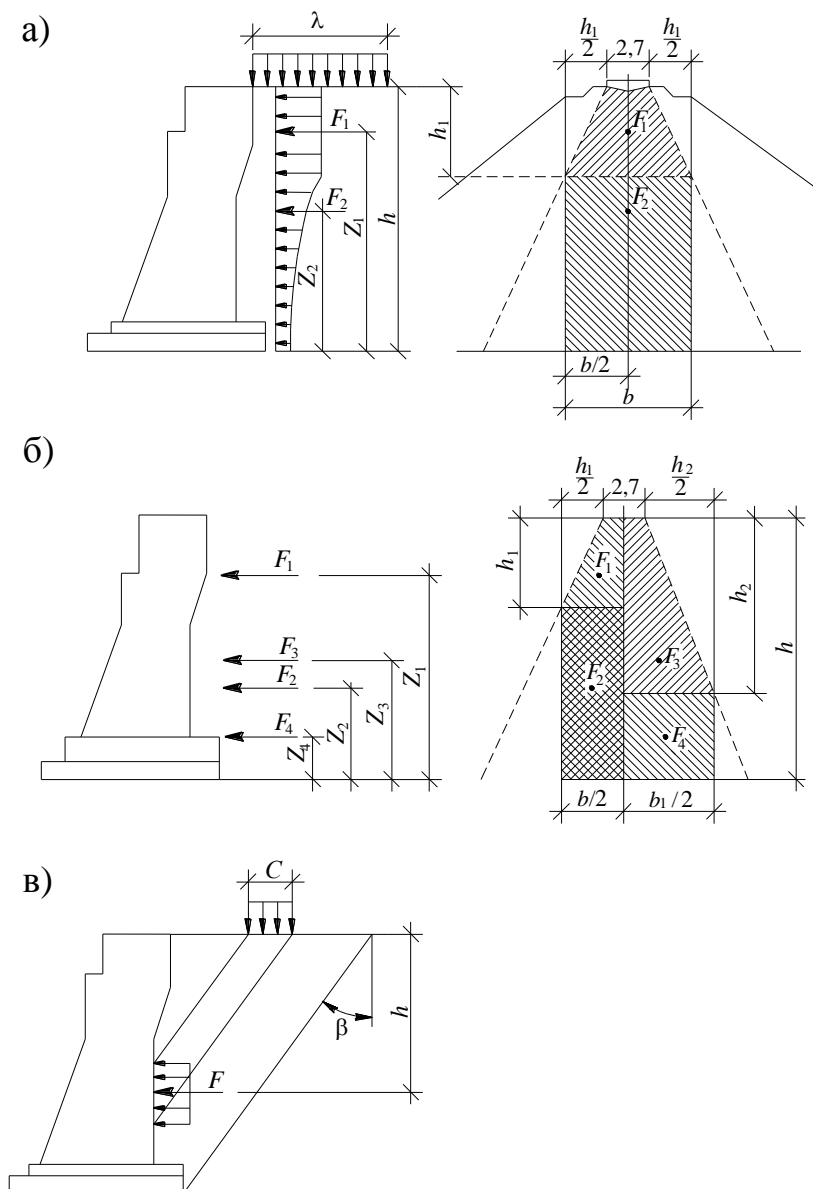 а)
λ
h₁/2 2,7 h₁/2
F₁
F₂
Z₂
Z₁
h
h₁
F₁
F₂
b/2
b
б)
F₁
F₃
F₂
F₄
Z₄
Z₂
Z₃
Z₁
h₁/2 2,7 h₂/2
h₁
F₁
h₂
h
F₂
F₃
F₄
b/2 b₁/2
в)
C
β
h
F